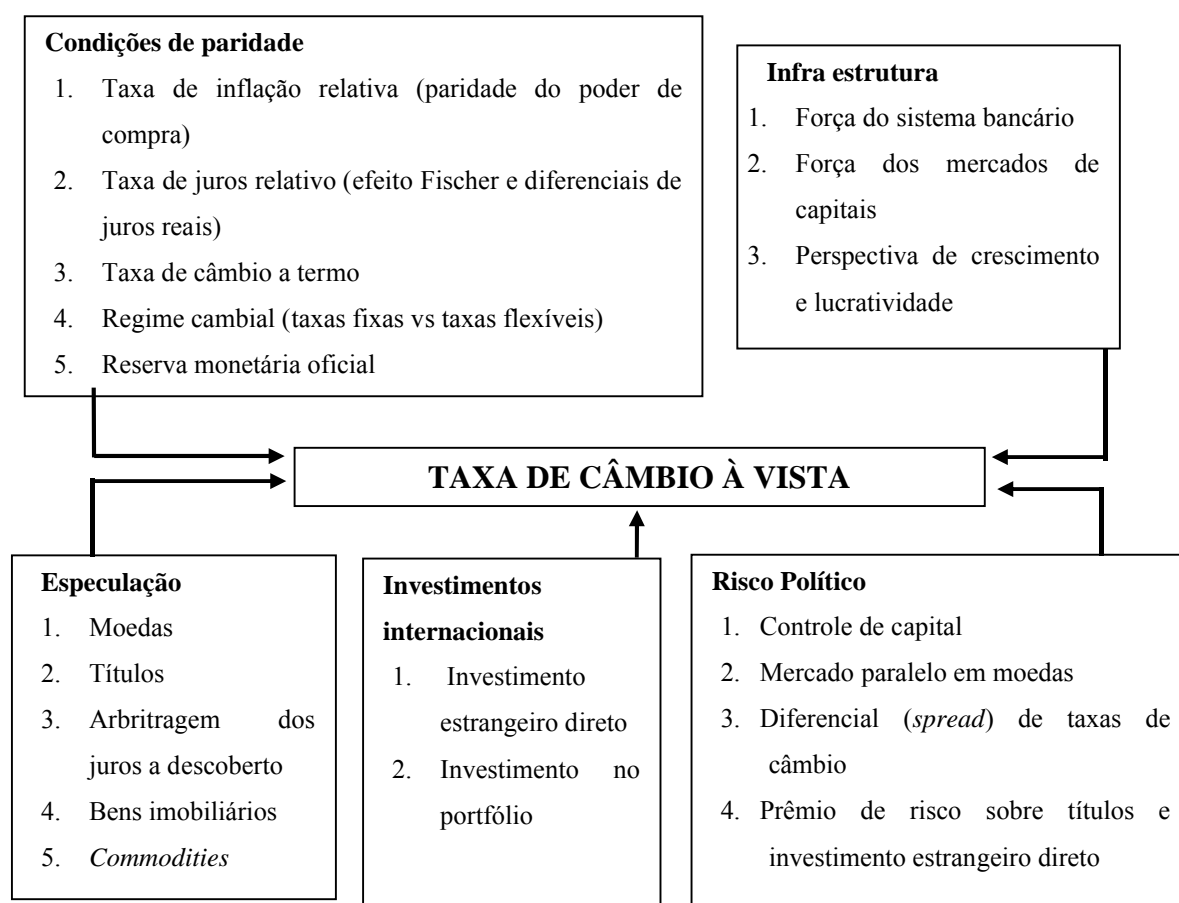 Condições de paridade
1. Taxa de inflação relativa (paridade do poder de
compra)
2. Taxa de juros relativo (efeito Fischer e diferenciais de
juros reais)
3. Taxa de câmbio a termo
4. Regime cambial (taxas fixas vs taxas flexíveis)
5. Reserva monetária oficial
Infra estrutura
1. Força do sistema bancário
2. Força dos mercados de
capitais
3. Perspectiva de crescimento
e lucratividade
TAXA DE CÂMBIO À VISTA
Especulação
1. Moedas
2. Títulos
3. Arbritragem dos
juros a descoberto
4. Bens imobiliários
5. Commodities
Investimentos
internacionais
1. Investimento
estrangeiro direto
2. Investimento no
portfólio
Risco Político
1. Controle de capital
2. Mercado paralelo em moedas
3. Diferencial (spread) de taxas de
câmbio
4. Prêmio de risco sobre títulos e
investimento estrangeiro direto